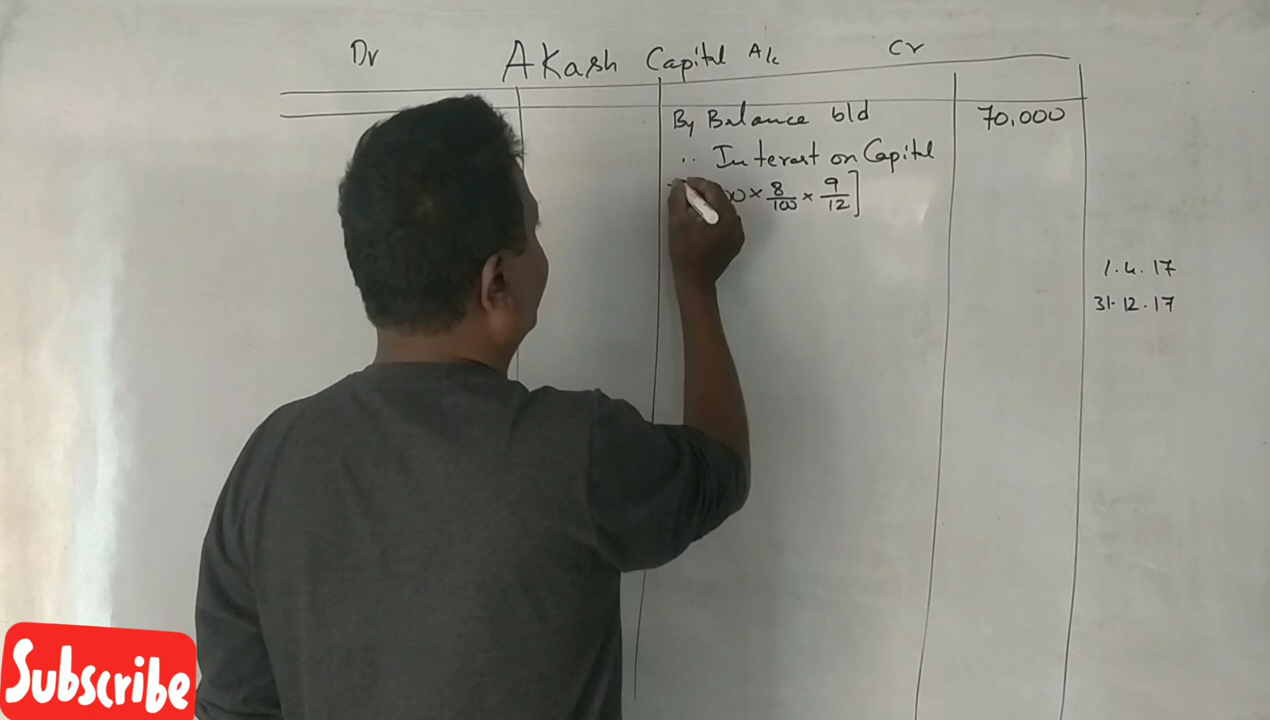 Dr Akash Capital A/c Cr
By Balance b/d 70,000
.. Interest on Capital
00 × 8/100 × 9/12]
1.4.17
31.12.17
Subscribe